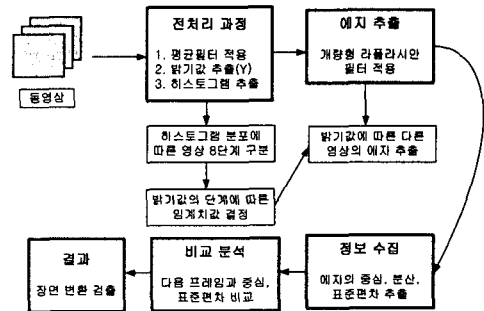 전처리 과정
1. 평균필터 적용
2. 밝기값 추출(Y)
3. 히스토그램 추출
에지 추출
개량형 라플라시안
필터 적용
동영상
히스토그램 분포에
따른 영상 8단계 구분
밝기값에 따른 다른
영상의 에자 추출
밝기값의 단계에 따른
임계치값 결정
결과
장면 변환 검출
비교 분석
다음 프레임과 중심,
표준편차 비교
정보 수집
에자의 중심, 분산,
표준편차 추출